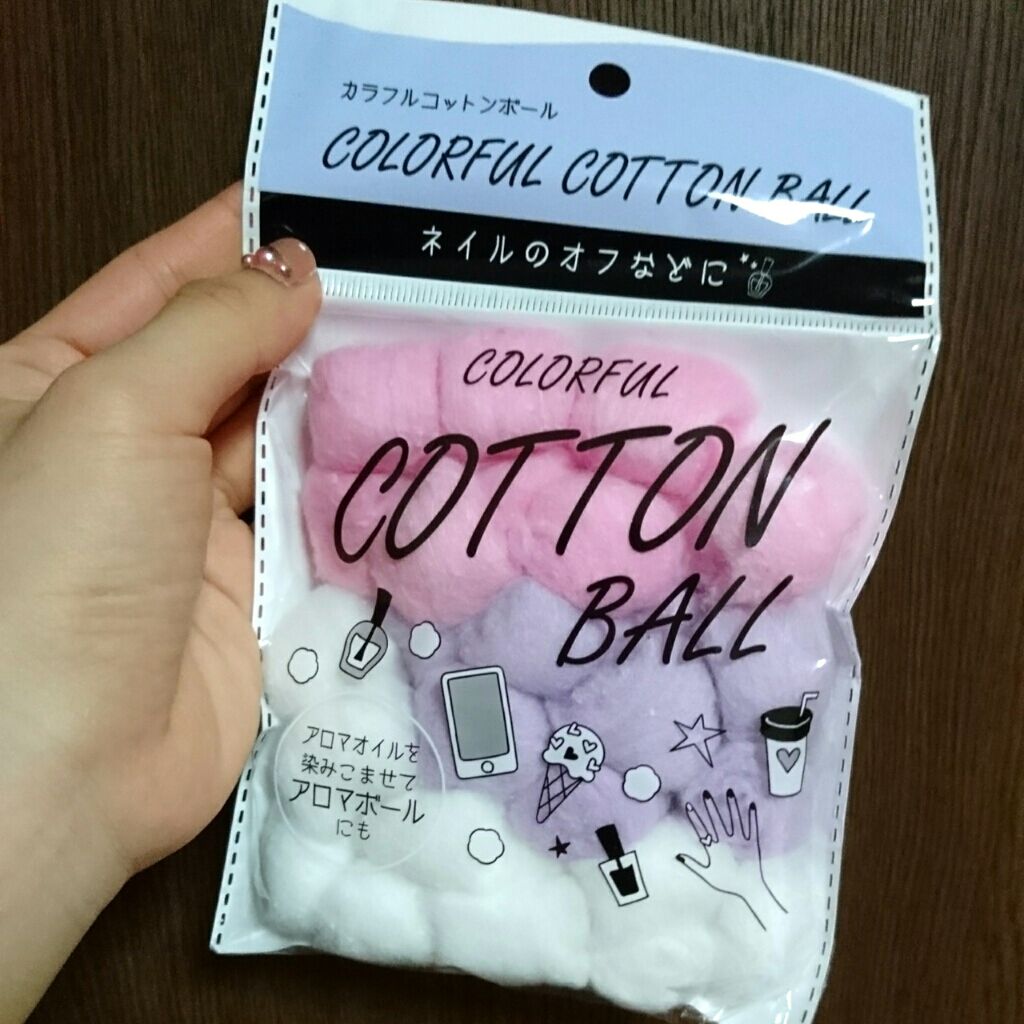 カラフルコットンボール
COLORFUL COTTON BALL
ネイルのオフなどに
COLORFUL
COTTON
BALL
アロマオイルを
染みこませて
アロマボール
にも